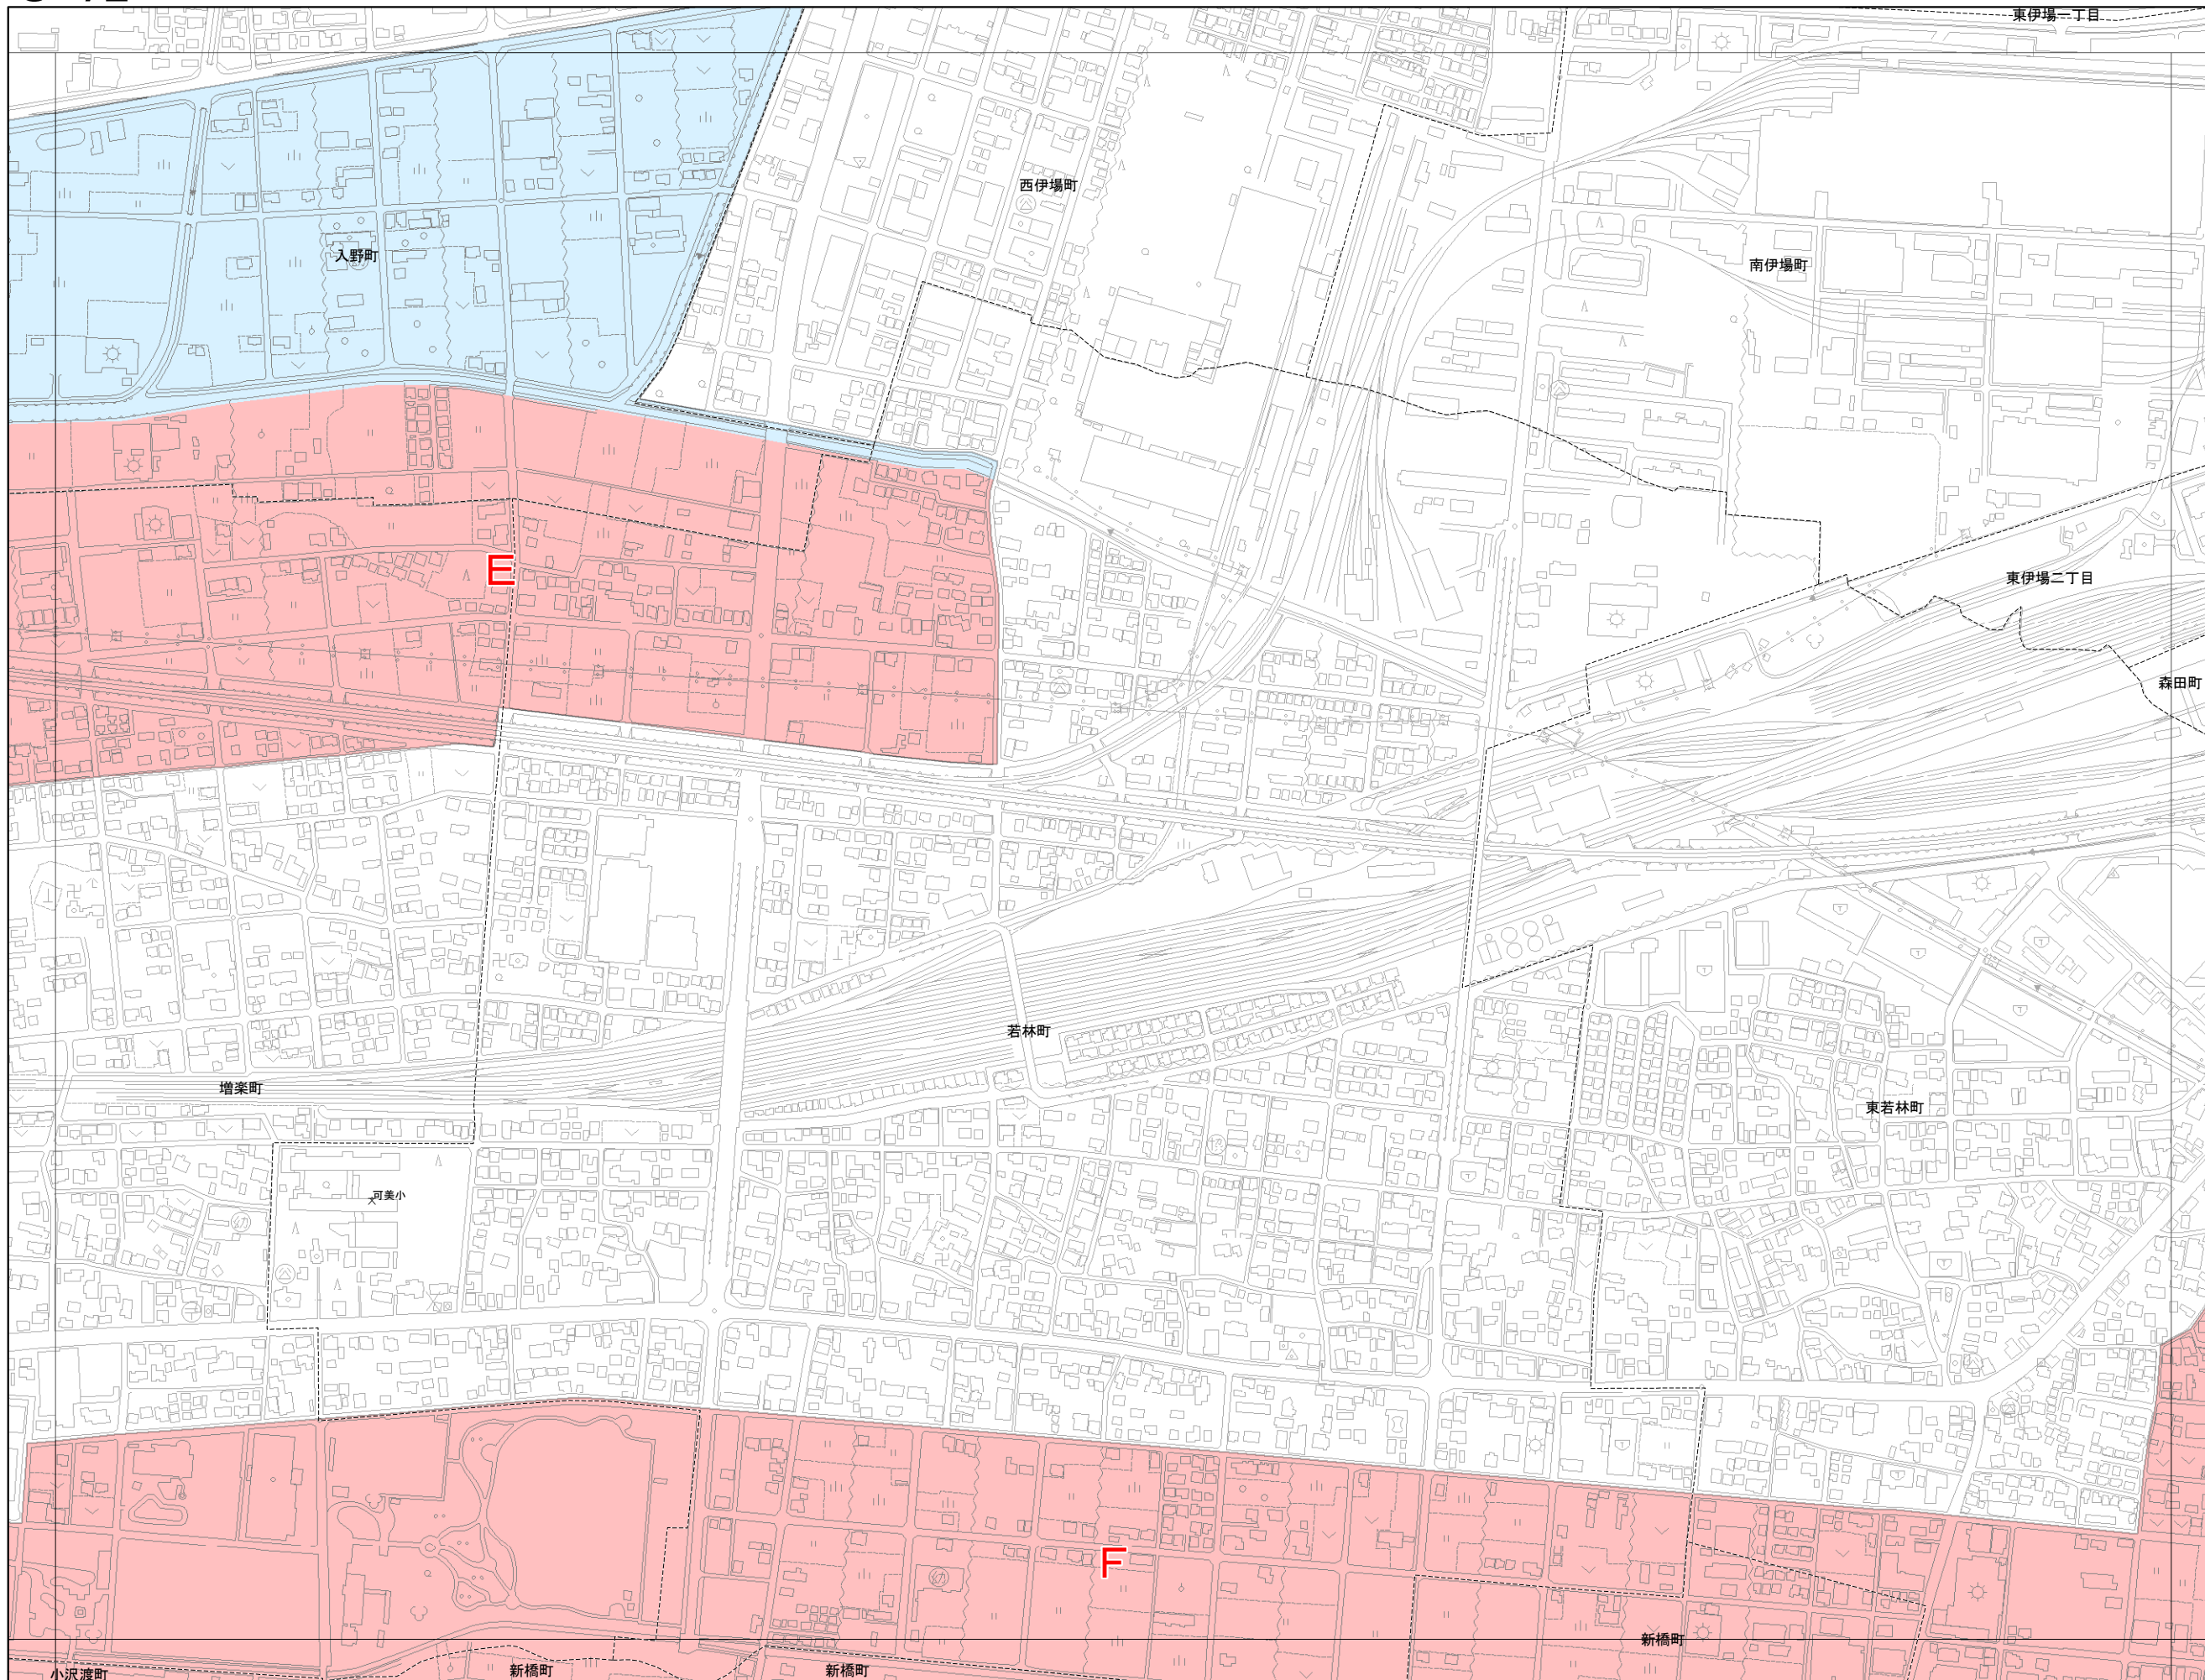 東伊場一丁目
西伊場町
入野町
南伊場町
E
東伊場二丁目
森田町
若林町
増楽町
東若林町
可美小
F
新橋町
小沢渡町
新橋町
新橋町